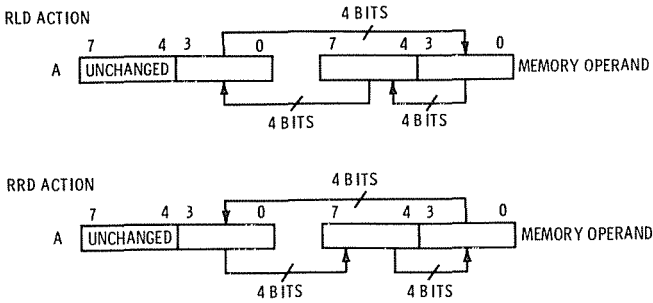 RLD ACTION
4 BITS
7 4 3 0 7 4 3 0
A UNCHANGED MEMORY OPERAND
4 BITS 4 BITS
RRD ACTION
4 BITS
7 4 3 0 7 4 3 0
A UNCHANGED MEMORY OPERAND
4 BITS 4 BITS